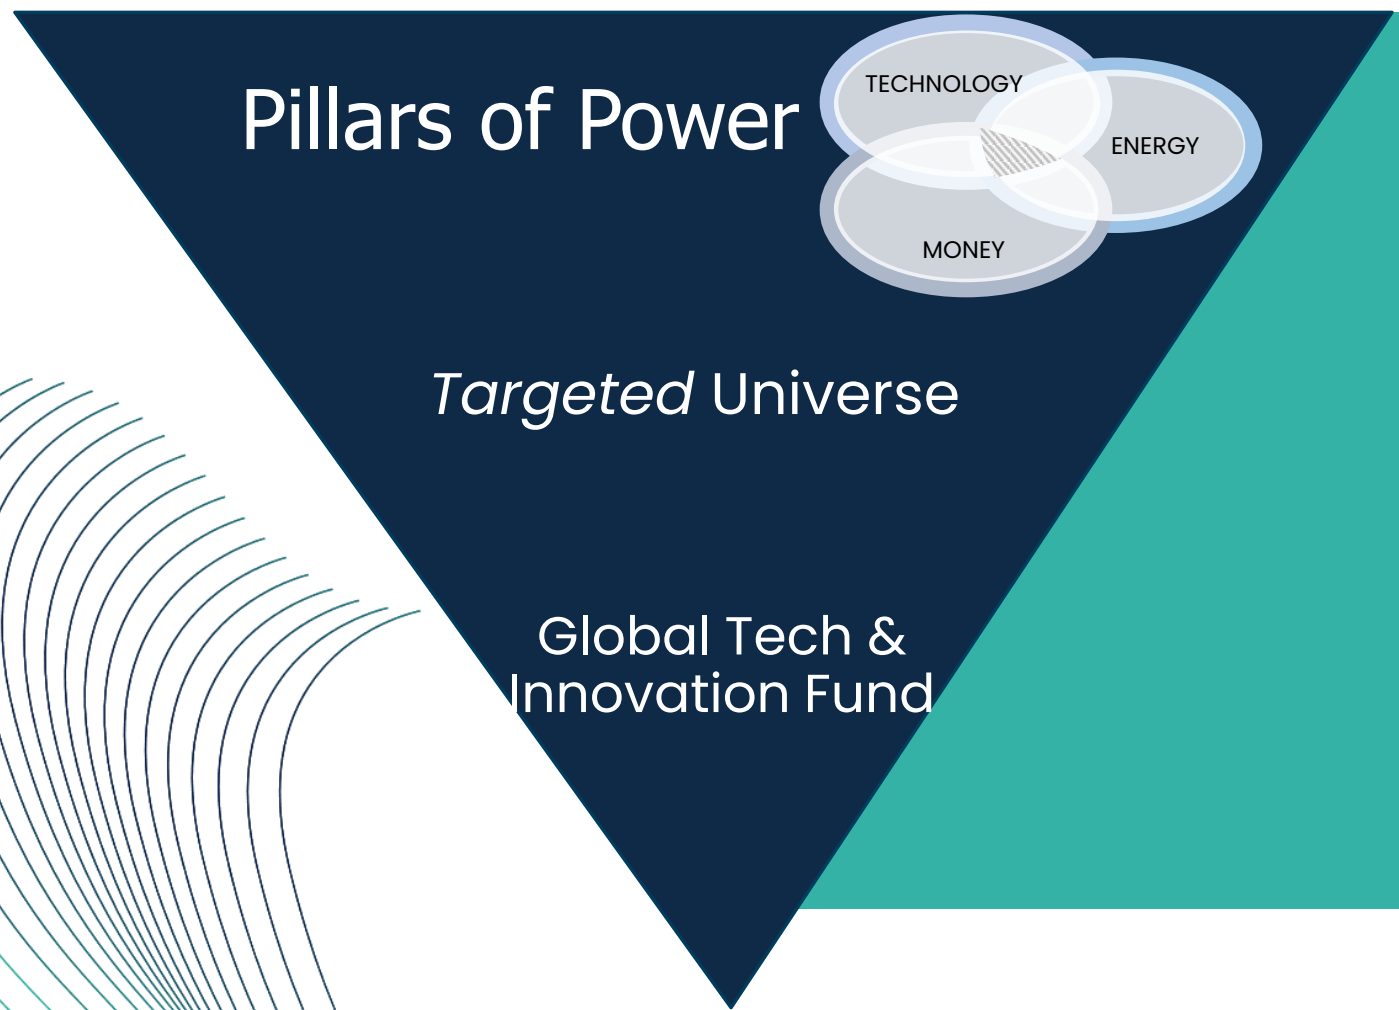 Pillars of Power
TECHNOLOGY
ENERGY
MONEY
Targeted Universe
Global Tech &
Innovation Fund